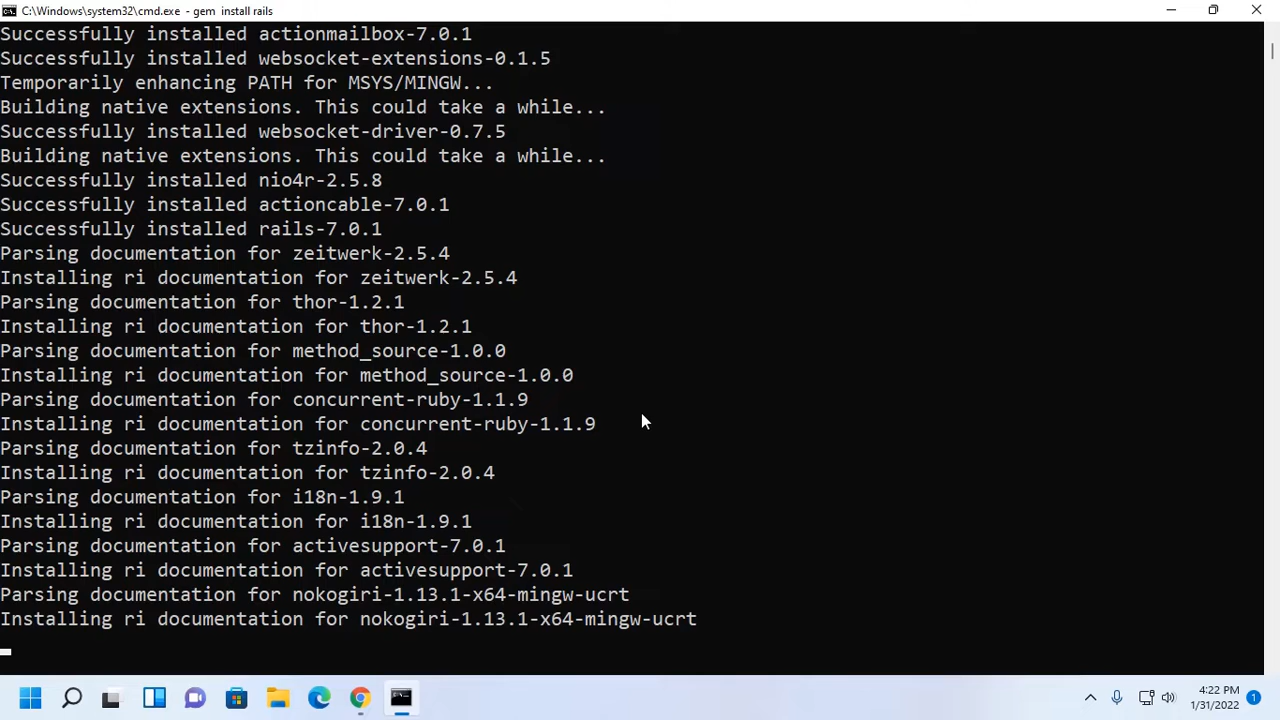 C:\Windows\system32\cmd.exe - gem install rails
Successfully installed actionmailbox-7.0.1
Successfully installed websocket-extensions-0.1.5
Temporarily enhancing PATH for MSYS/MINGW...
Building native extensions. This could take a while...
Successfully installed websocket-driver-0.7.5
Building native extensions. This could take a while...
Successfully installed nio4r-2.5.8
Successfully installed actioncable-7.0.1
Successfully installed rails-7.0.1
Parsing documentation for zeitwerk-2.5.4
Installing ri documentation for zeitwerk-2.5.4
Parsing documentation for thor-1.2.1
Installing ri documentation for thor-1.2.1
Parsing documentation for method_source-1.0.0
Installing ri documentation for method_source-1.0.0
Parsing documentation for concurrent-ruby-1.1.9
Installing ri documentation for concurrent-ruby-1.1.9
Parsing documentation for tzinfo-2.0.4
Installing ri documentation for tzinfo-2.0.4
Parsing documentation for i18n-1.9.1
Installing ri documentation for i18n-1.9.1
Parsing documentation for activesupport-7.0.1
Installing ri documentation for activesupport-7.0.1
Parsing documentation for nokogiri-1.13.1-x64-mingw-ucrt
Installing ri documentation for nokogiri-1.13.1-x64-mingw-ucrt
4:22 PM
1/31/2022
1